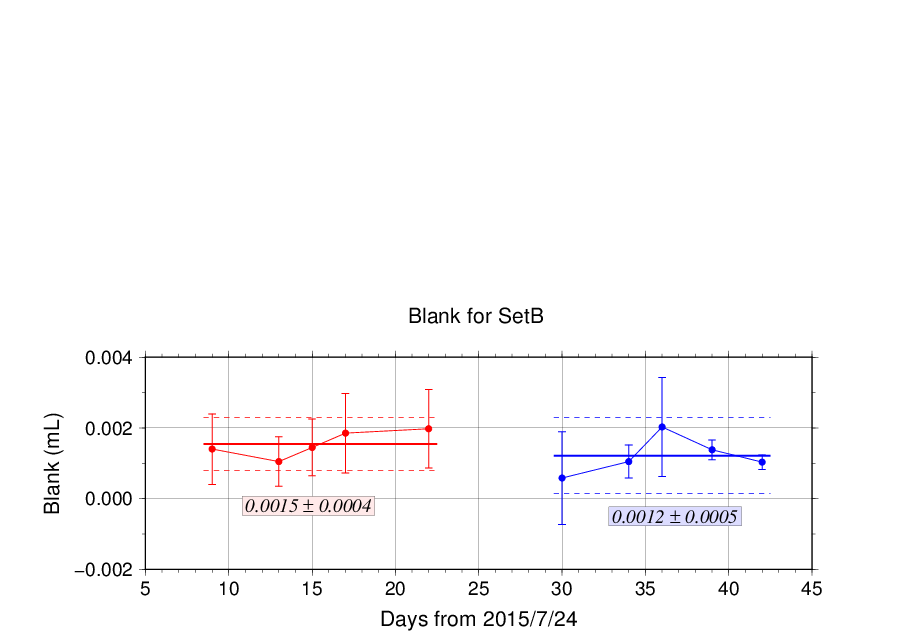 Blank for SetB
0.004
0.002
0.000
−0.002
Blank (mL)
0.0015 ± 0.0004
0.0012 ± 0.0005
5 10 15 20 25 30 35 40 45
Days from 2015/7/24